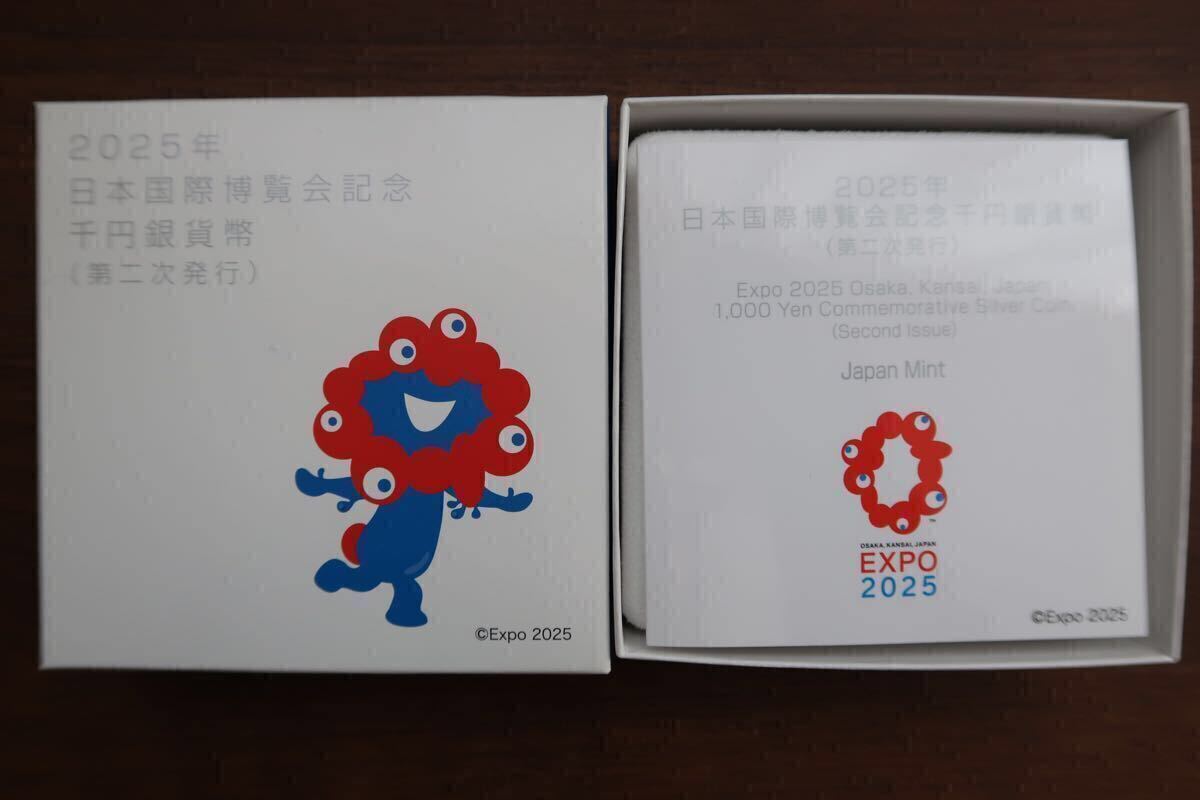 2025年
日本国際博覧会記念
千円銀貨幣
(第二次発行)
©Expo 2025
2025年
日本国際博覧会記念千円銀貨幣
(第二次発行)
Expo 2025 Osaka, Kansai, Japan
1,000 Yen Commemorative Silver Coin
(Second Issue)
Japan Mint
™
OSAKA, KANSAI, JAPAN
EXPO
2025
©Expo 2025